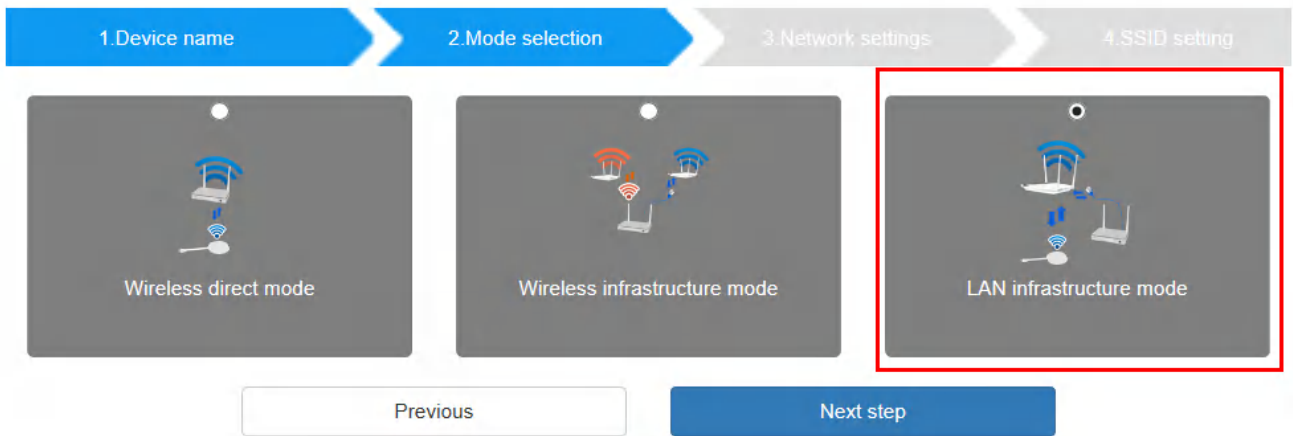 1.Device name
2.Mode selection
3.Network settings
4.SSID setting
Wireless direct mode
Wireless infrastructure mode
LAN infrastructure mode
Previous
Next step